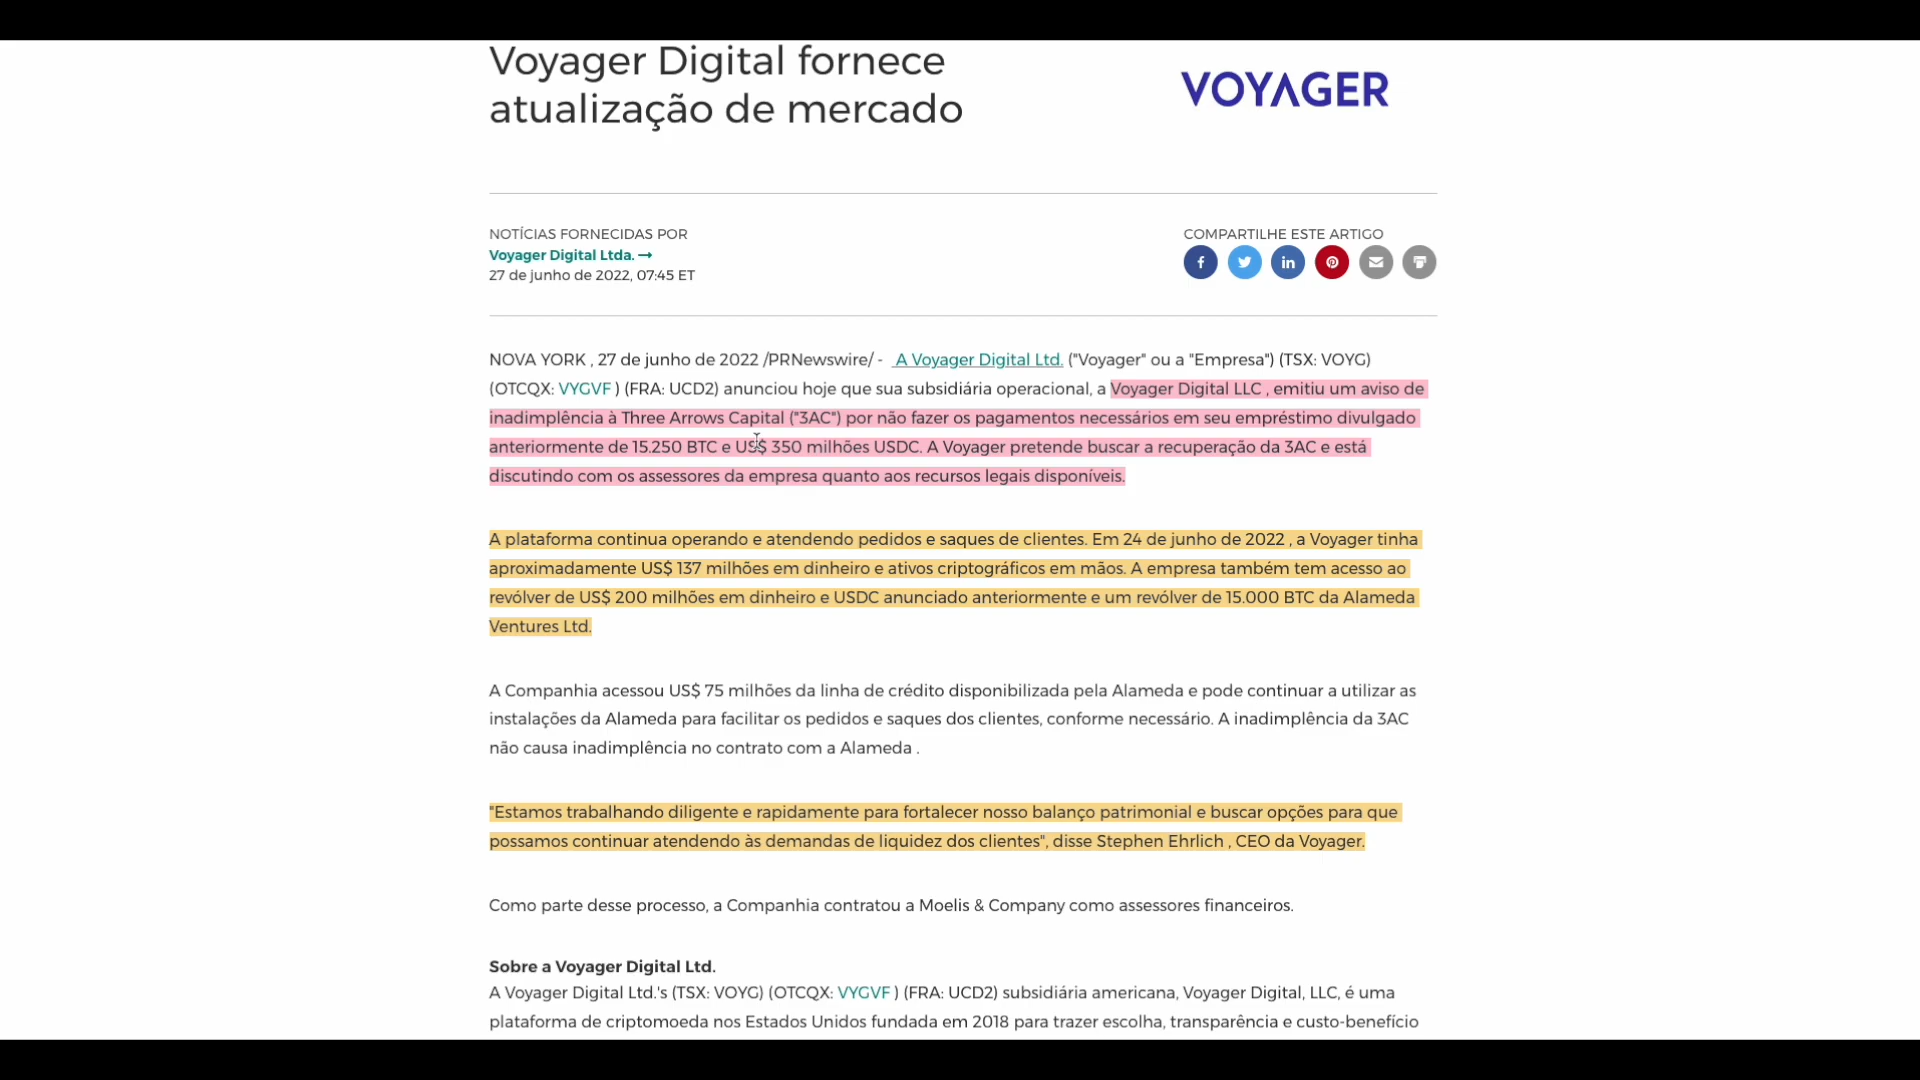 Voyager Digital fornece
atualização de mercado
VOYAGER
NOTÍCIAS FORNECIDAS POR
Voyager Digital Ltda. →
27 de junho de 2022, 07:45 ET
COMPARTILHE ESTE ARTIGO
NOVA YORK , 27 de junho de 2022 /PRNewswire/ - A Voyager Digital Ltd. ("Voyager" ou a "Empresa") (TSX: VOYG)
(OTCQX: VYGVF ) (FRA: UCD2) anunciou hoje que sua subsidiária operacional, a Voyager Digital LLC , emitiu um aviso de
inadimplência à Three Arrows Capital ("3AC") por não fazer os pagamentos necessários em seu empréstimo divulgado
anteriormente de 15.250 BTC e US$ 350 milhões USDC. A Voyager pretende buscar a recuperação da 3AC e está
discutindo com os assessores da empresa quanto aos recursos legais disponíveis.
A plataforma continua operando e atendendo pedidos e saques de clientes. Em 24 de junho de 2022 , a Voyager tinha
aproximadamente US$ 137 milhões em dinheiro e ativos criptográficos em mãos. A empresa também tem acesso ao
revólver de US$ 200 milhões em dinheiro e USDC anunciado anteriormente e um revólver de 15.000 BTC da Alameda
Ventures Ltd.
A Companhia acessou US$ 75 milhões da linha de crédito disponibilizada pela Alameda e pode continuar a utilizar as
instalações da Alameda para facilitar os pedidos e saques dos clientes, conforme necessário. A inadimplência da 3AC
não causa inadimplência no contrato com a Alameda .
"Estamos trabalhando diligente e rapidamente para fortalecer nosso balanço patrimonial e buscar opções para que
possamos continuar atendendo às demandas de liquidez dos clientes", disse Stephen Ehrlich , CEO da Voyager.
Como parte desse processo, a Companhia contratou a Moelis & Company como assessores financeiros.
Sobre a Voyager Digital Ltd.
A Voyager Digital Ltd.'s (TSX: VOYG) (OTCQX: VYGVF ) (FRA: UCD2) subsidiária americana, Voyager Digital, LLC, é uma
plataforma de criptomoeda nos Estados Unidos fundada em 2018 para trazer escolha, transparência e custo-benefício